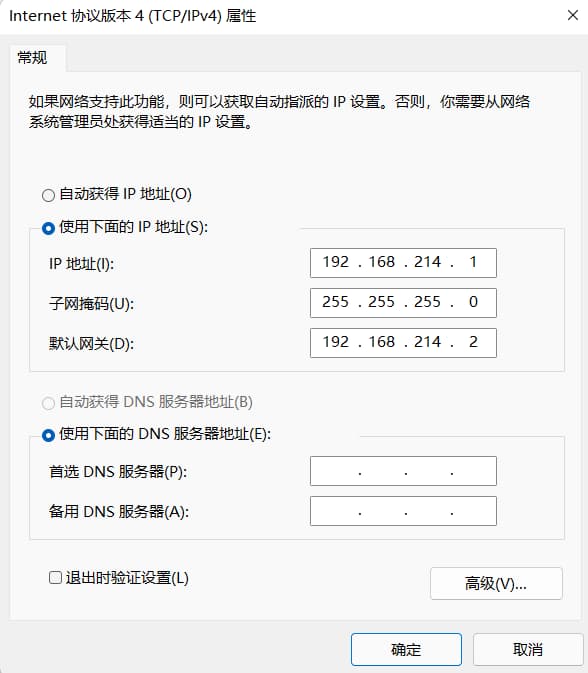 Internet 协议版本 4 (TCP/IPv4) 属性
常规
如果网络支持此功能，则可以获取自动指派的 IP 设置。否则，你需要从网络
系统管理员处获得适当的 IP 设置。
自动获得 IP 地址(O)
使用下面的 IP 地址(S):
IP 地址(I): 192 . 168 . 214 . 1
子网掩码(U): 255 . 255 . 255 . 0
默认网关(D): 192 . 168 . 214 . 2
自动获得 DNS 服务器地址(B)
使用下面的 DNS 服务器地址(E):
首选 DNS 服务器(P): . . .
备用 DNS 服务器(A): . . .
退出时验证设置(L)
高级(V)...
确定 取消